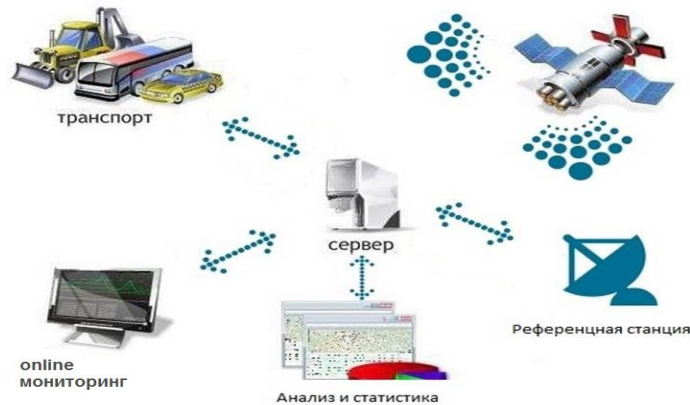 транспорт
сервер
Референцная станция
online
мониторинг
Анализ и статистика